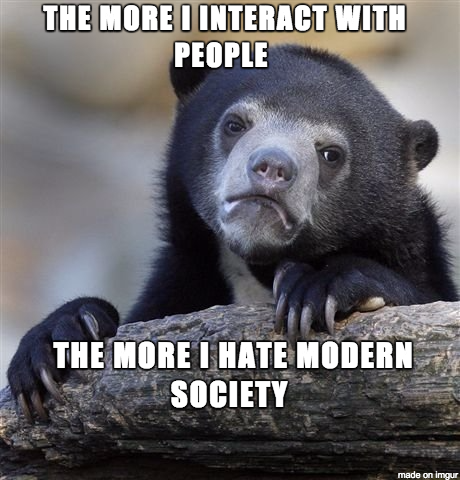 THE MORE I INTERACT WITH
PEOPLE
THE MORE I HATE MODERN
SOCIETY
made on imgur